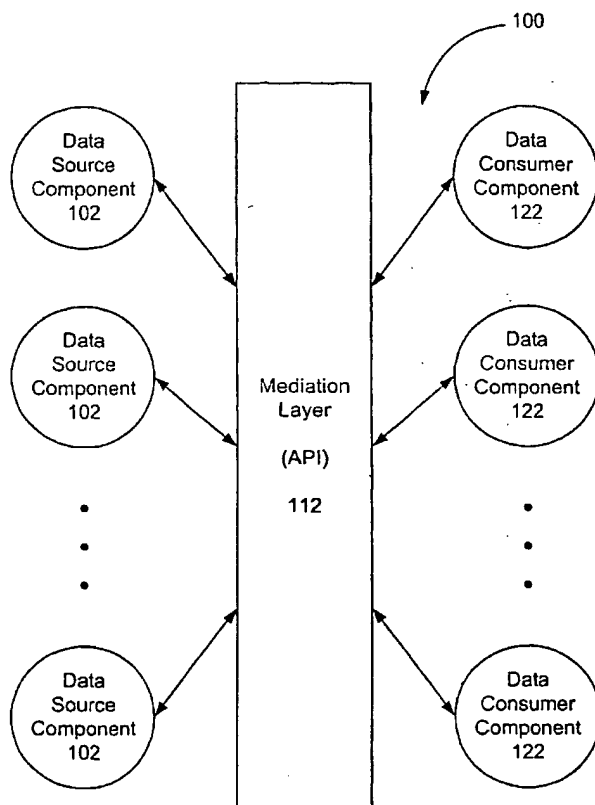 100
Data
Source
Component
102
Data
Consumer
Component
122
Data
Source
Component
102
Mediation
Layer
(API)
112
Data
Consumer
Component
122
Data
Source
Component
102
Data
Consumer
Component
122